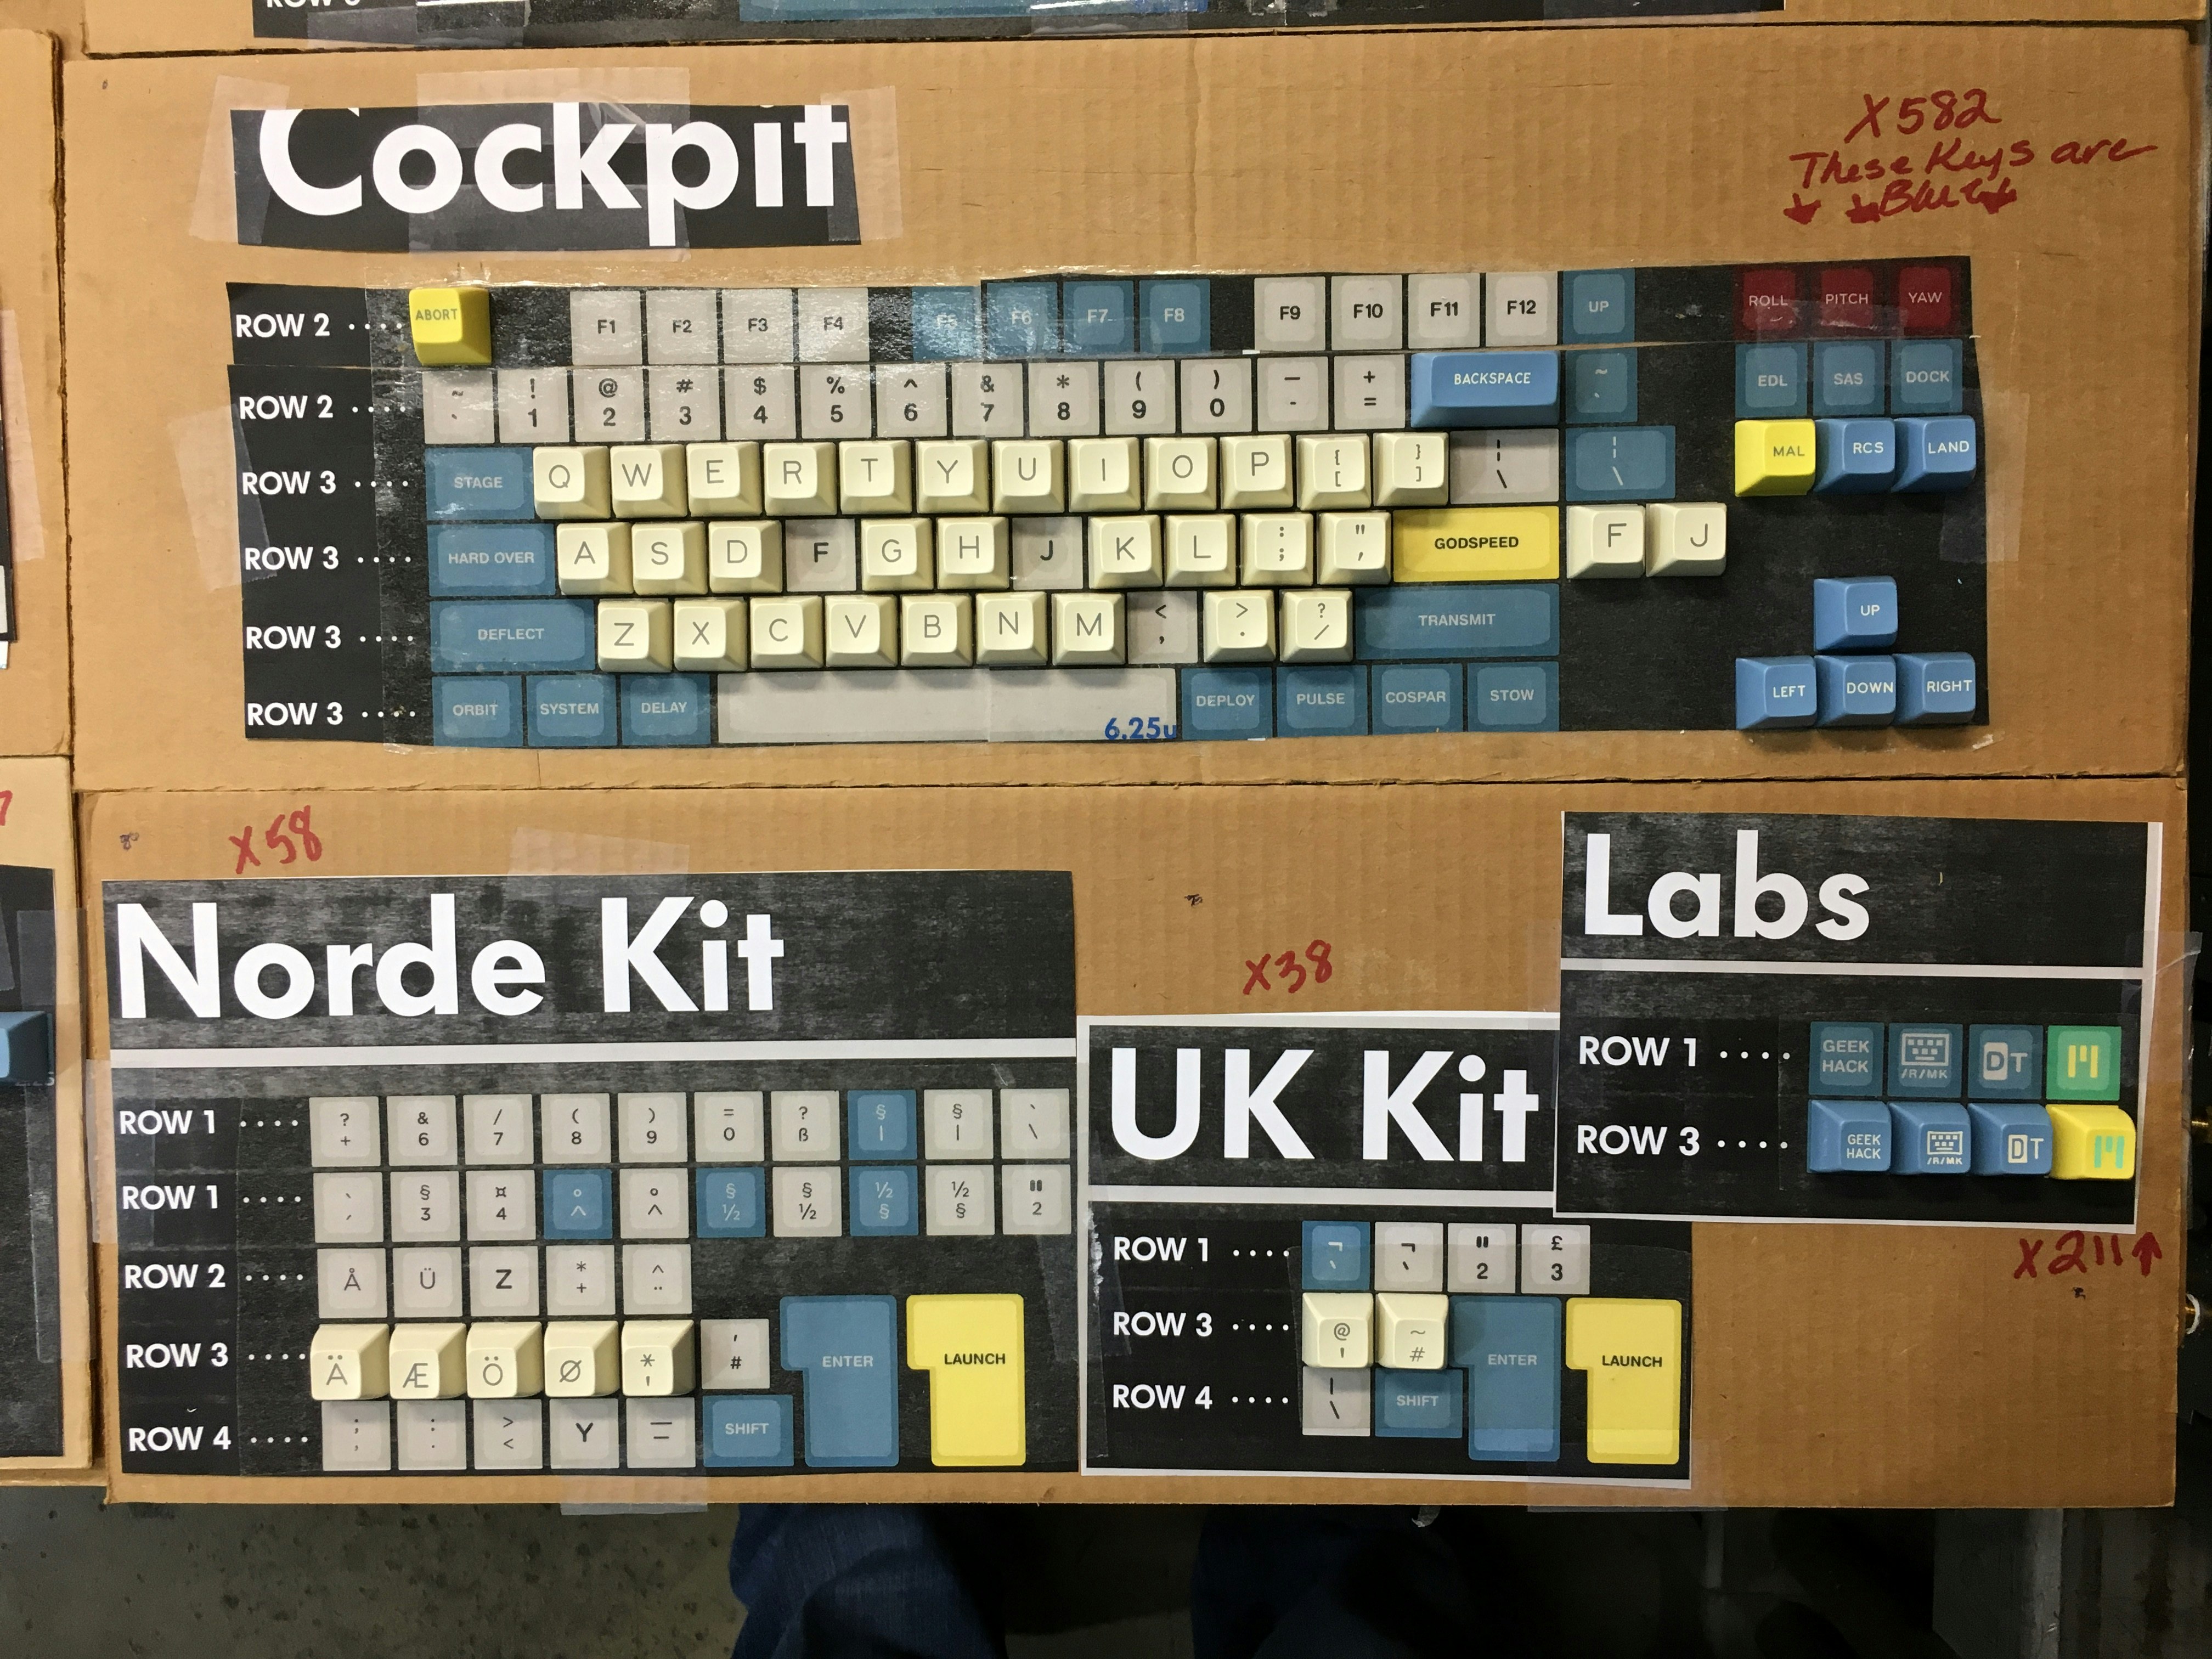 ROW 3
Cockpit
X582
These Keys are
Blue
ROW 2 .... ABORT F1 F2 F3 F4 F5 F6 F7 F8 F9 F10 F11 F12 UP ROLL PITCH YAW
ROW 2 .... ~ ` ! 1 @ 2 # 3 $ 4 % 5 ^ 6 & 7 * 8 ( 9 ) 0 — - + = BACKSPACE ~ ` EDL SAS DOCK
ROW 3 .... STAGE Q W E R T Y U I O P { [ } ] ¦ \ ¦ \ MAL RCS LAND
ROW 3 .... HARD OVER A S D F G H J K L : ; " , GODSPEED F J
ROW 3 .... DEFLECT Z X C V B N M < , > . ? / TRANSMIT UP
ROW 3 .... ORBIT SYSTEM DELAY 6.25u DEPLOY PULSE COSPAR STOW LEFT DOWN RIGHT
X58
Norde Kit
ROW 1 .... ? + & 6 / 7 ( 8 ) 9 = 0 ? ß § | § | ` \
ROW 1 .... ` ´ § 3 ¤ 4 ° ^ ° ^ § ½ § ½ ½ § ½ § " 2
ROW 2 .... Å Ü Z * + ^ ¨
ROW 3 .... Ä Æ Ö Ø * ' ' # ENTER LAUNCH
ROW 4 .... ; , : . > < Y — - SHIFT
X38
UK Kit
ROW 1 .... ¬ ` ¬ ` " 2 £ 3
ROW 3 .... @ ' ~ # ENTER LAUNCH
ROW 4 .... | \ SHIFT
Labs
ROW 1 .... GEEK HACK /R/MK DT
ROW 3 .... GEEK HACK /R/MK DT
X211